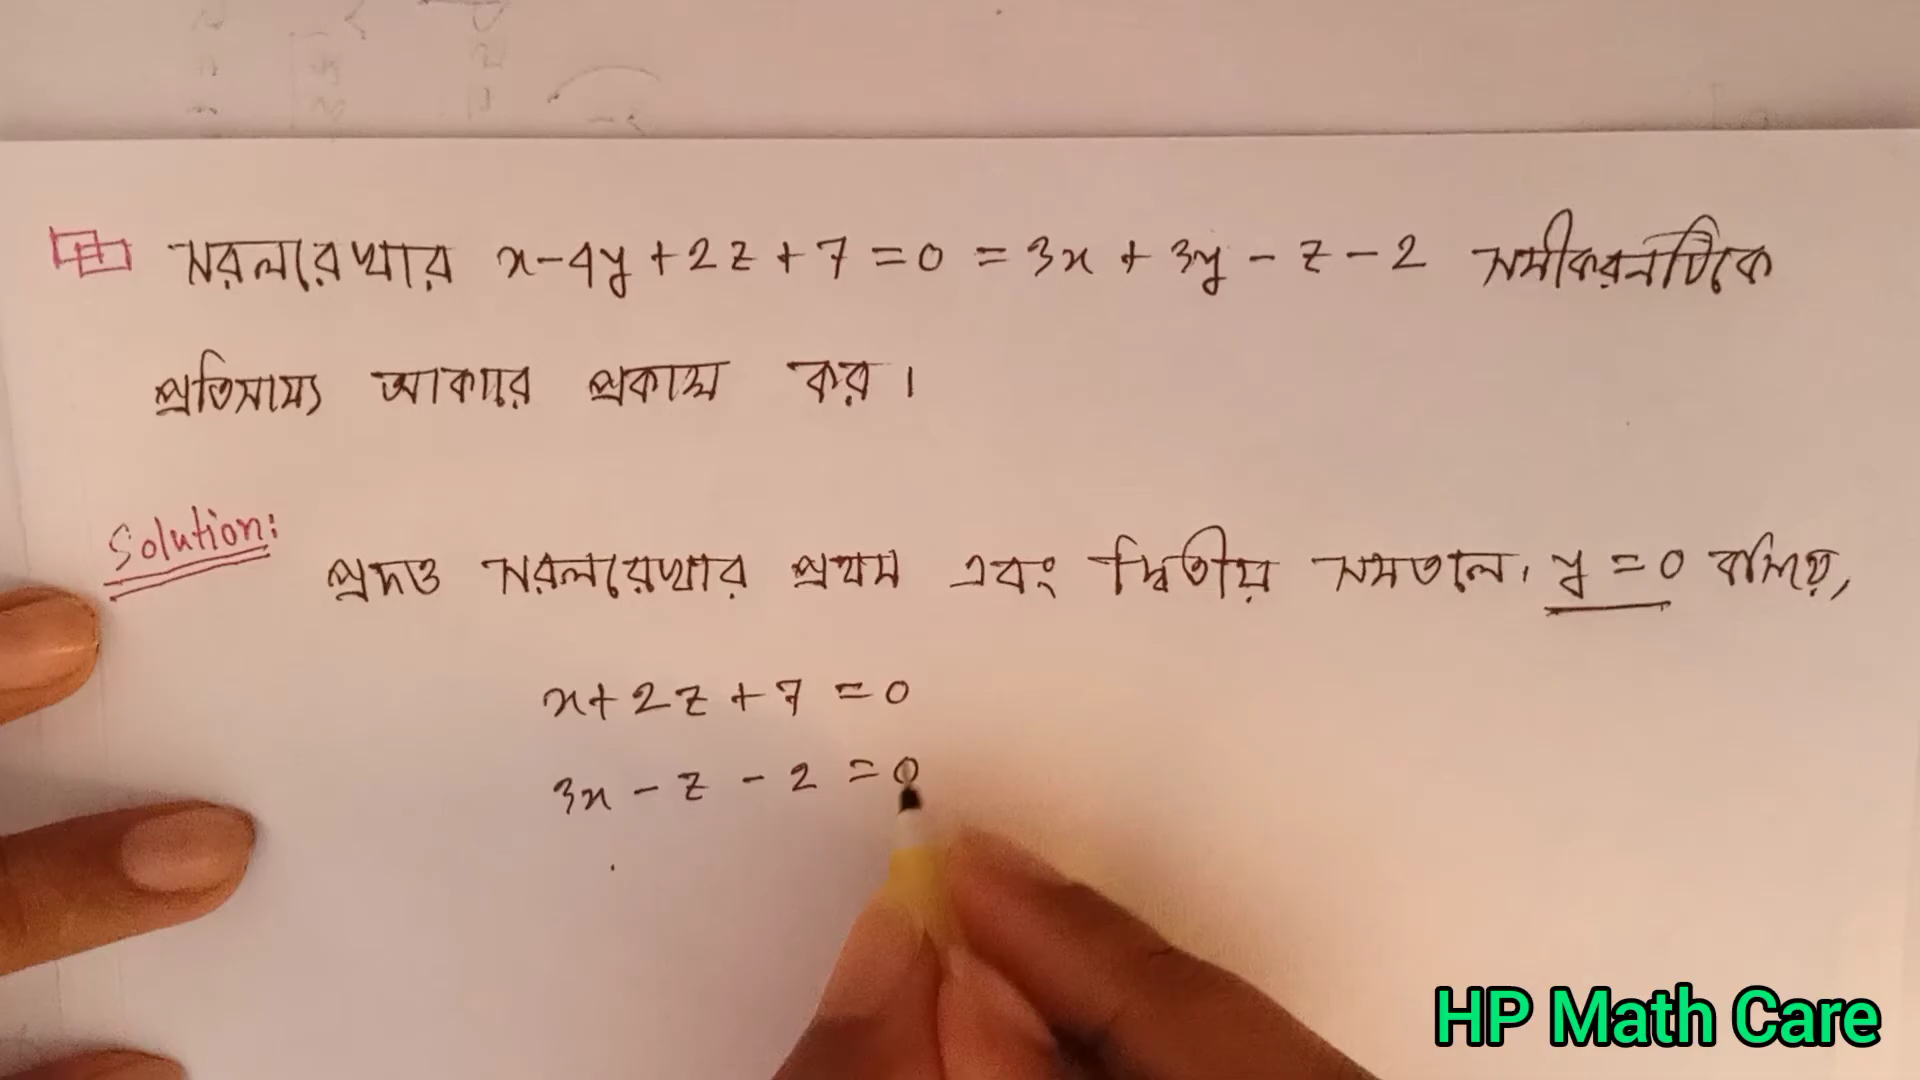 সরলরেখার x-4y+2z+7=0=3x+3y-z-2 সমীকরনটিকে
প্রতিসাম্য আকারে প্রকাশ কর।
Solution:
প্রদত্ত সরলরেখার প্রথম এবং দ্বিতীয় সমতলে, y=0 বসিয়ে,
x+2z+7=0
3x-z-2=0
HP Math Care